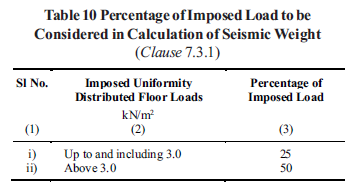 Table 10 Percentage of Imposed Load to be
Considered in Calculation of Seismic Weight
(Clause 7.3.1)
Sl No. Imposed Uniformity Percentage of
Distributed Floor Loads Imposed Load
kN/m²
(1) (2) (3)
i) Up to and including 3.0 25
ii) Above 3.0 50